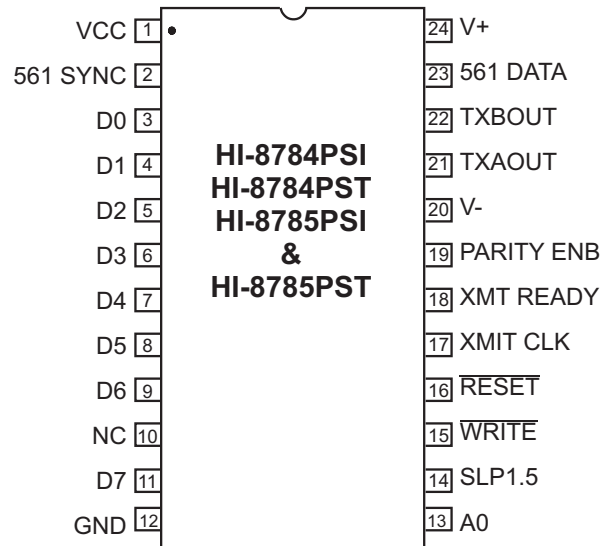 VCC 1
561 SYNC 2
D0 3
D1 4
D2 5
D3 6
D4 7
D5 8
D6 9
NC 10
D7 11
GND 12
HI-8784PSI
HI-8784PST
HI-8785PSI
&
HI-8785PST
24 V+
23 561 DATA
22 TXBOUT
21 TXAOUT
20 V-
19 PARITY ENB
18 XMT READY
17 XMIT CLK
16 RESET
15 WRITE
14 SLP1.5
13 A0